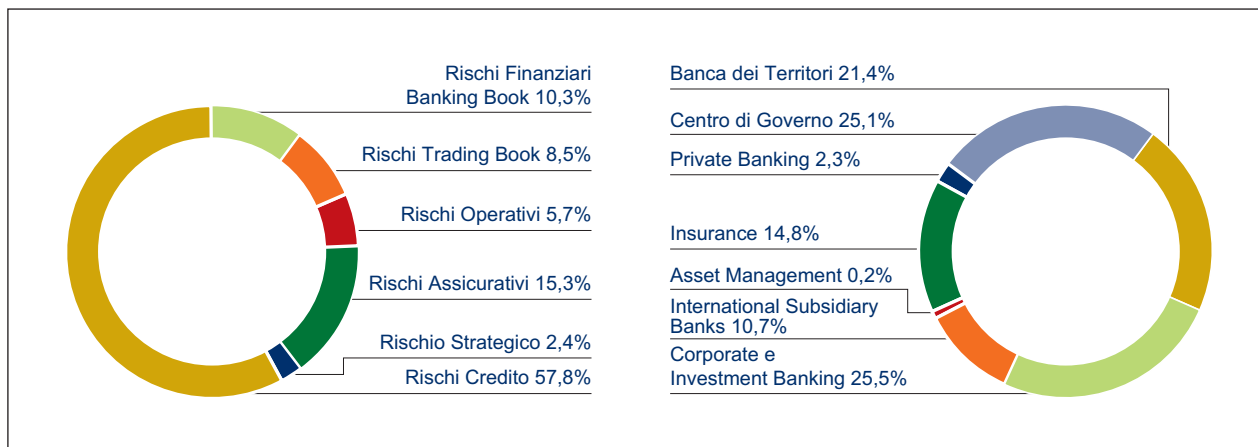 Rischi Finanziari
Banking Book 10,3%
Rischi Trading Book 8,5%
Rischi Operativi 5,7%
Rischi Assicurativi 15,3%
Rischio Strategico 2,4%
Rischi Credito 57,8%
Banca dei Territori 21,4%
Centro di Governo 25,1%
Private Banking 2,3%
Insurance 14,8%
Asset Management 0,2%
International Subsidiary
Banks 10,7%
Corporate e
Investment Banking 25,5%